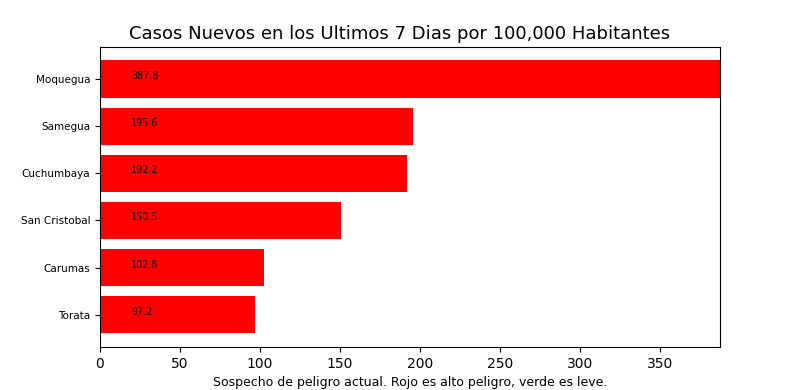 Casos Nuevos en los Ultimos 7 Dias por 100,000 Habitantes
Moquegua 387.8
Samegua 195.6
Cuchumbaya 192.2
San Cristobal 150.5
Carumas 102.8
Torata 97.2
0 50 100 150 200 250 300 350
Sospecho de peligro actual. Rojo es alto peligro, verde es leve.